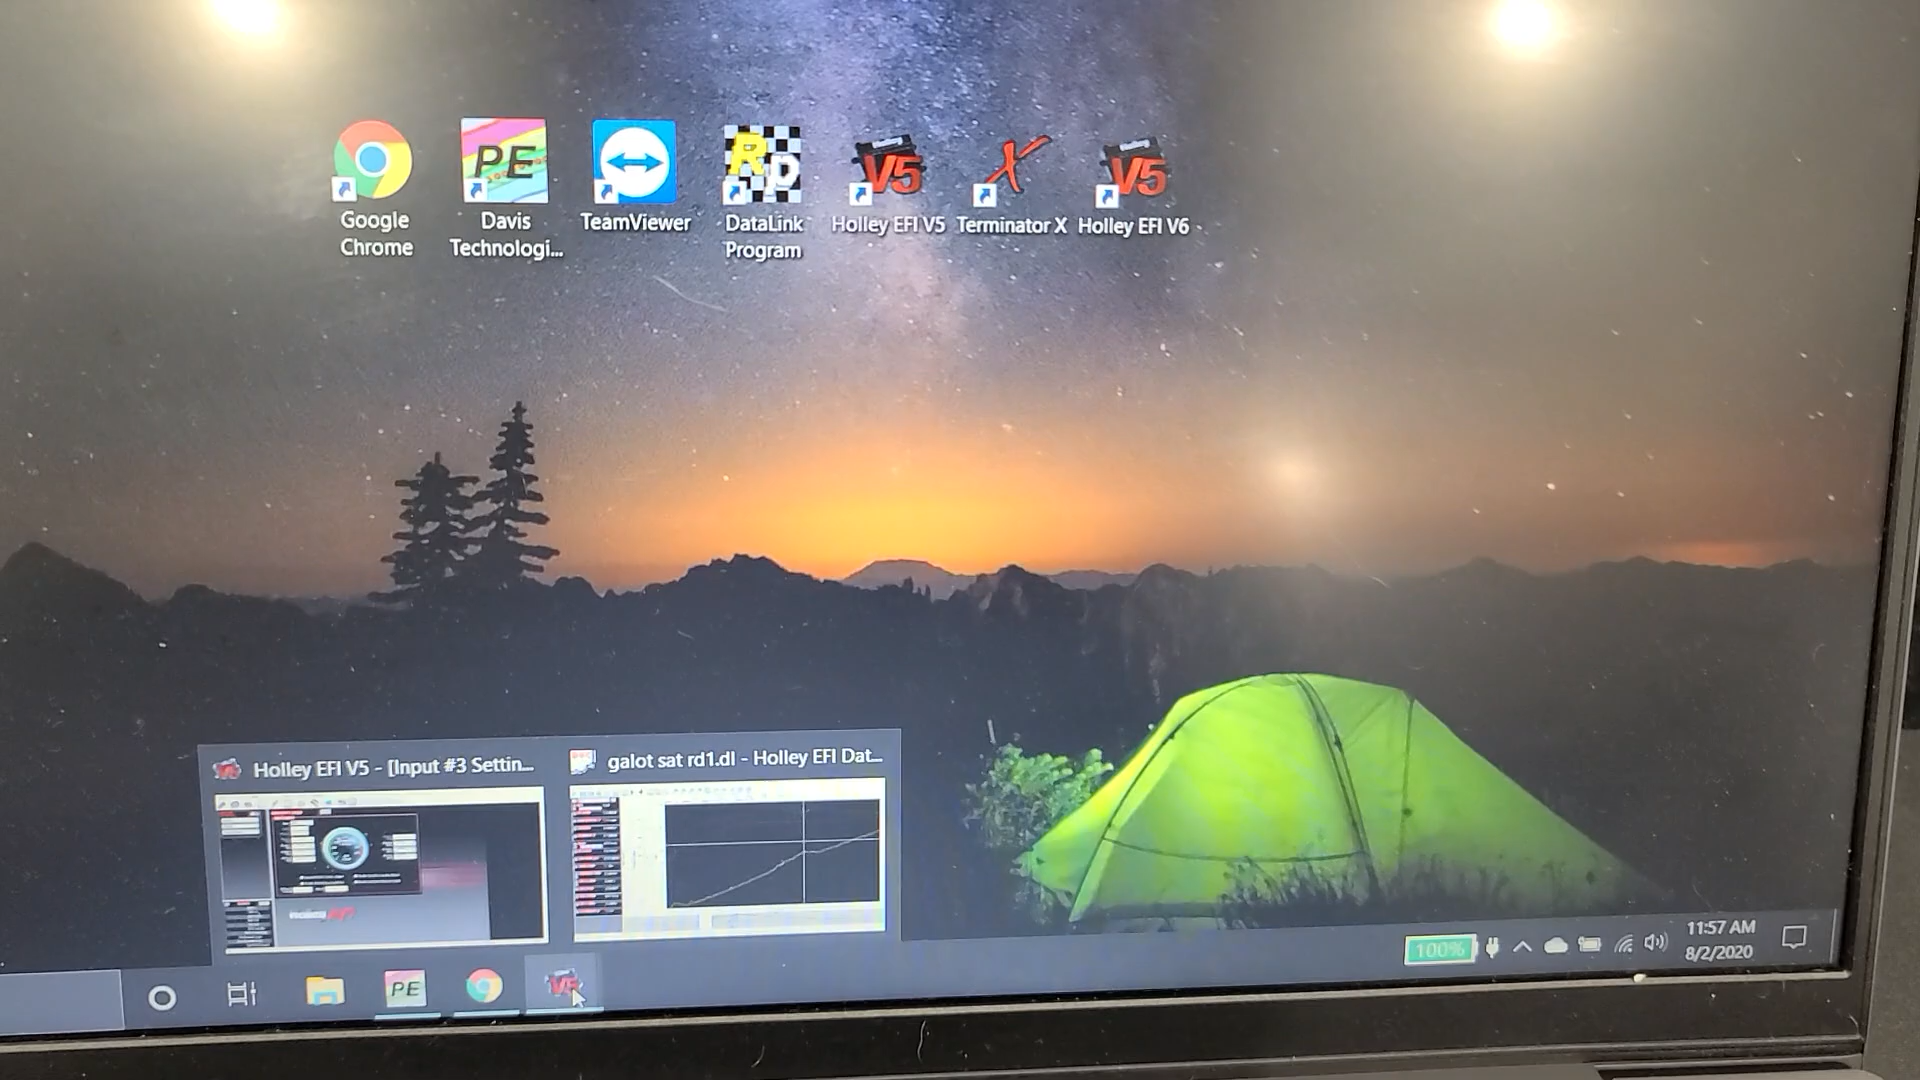 PE
RP
V5
X
V5
Google
Chrome
Davis
Technologi...
TeamViewer
DataLink
Program
Holley EFI V5
Terminator X
Holley EFI V6
Holley EFI V5 - [Input #3 Settin...
galot sat rd1.dl - Holley EFI Dat...
PE
V5
100%
11:57 AM
8/2/2020